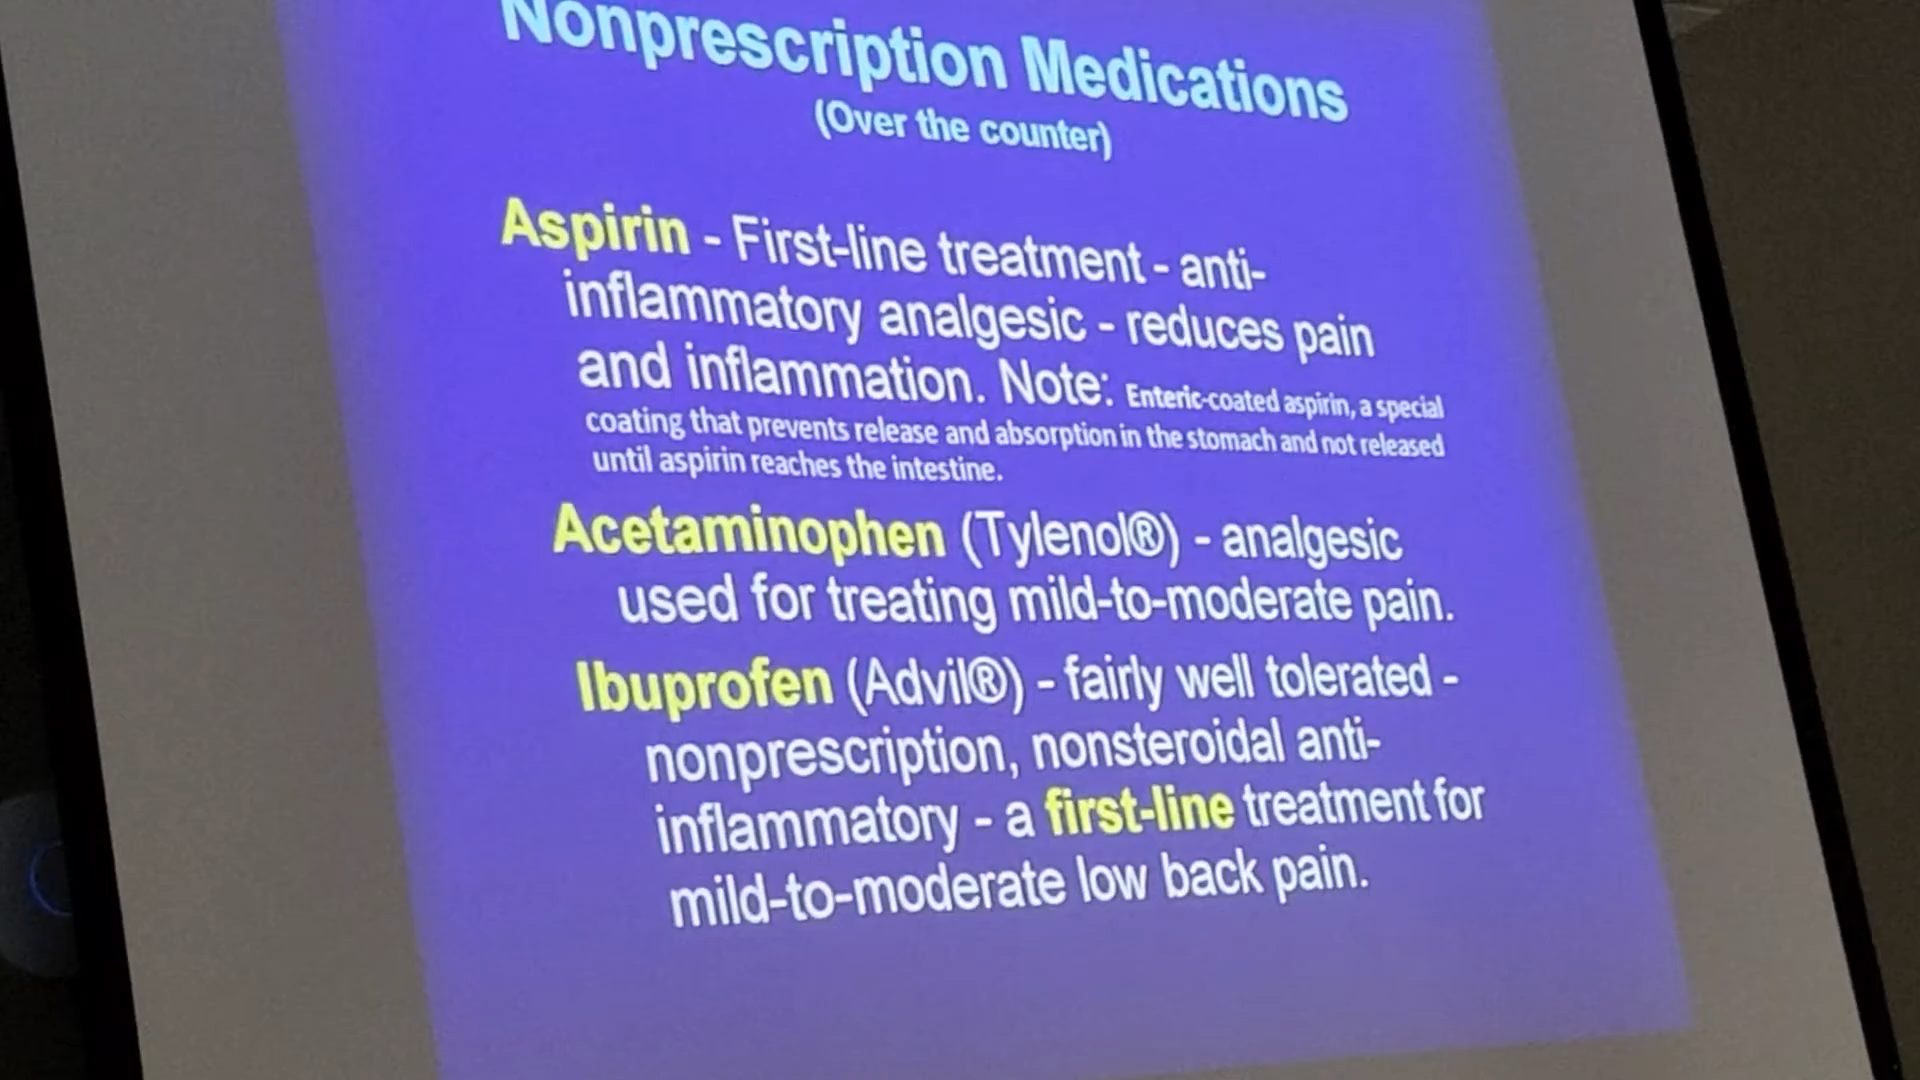 Nonprescription Medications
(Over the counter)
Aspirin - First-line treatment - anti-
inflammatory analgesic - reduces pain
and inflammation. Note: Enteric-coated aspirin, a special
coating that prevents release and absorption in the stomach and not released
until aspirin reaches the intestine.
Acetaminophen (Tylenol®) - analgesic
used for treating mild-to-moderate pain.
Ibuprofen (Advil®) - fairly well tolerated -
nonprescription, nonsteroidal anti-
inflammatory - a first-line treatment for
mild-to-moderate low back pain.